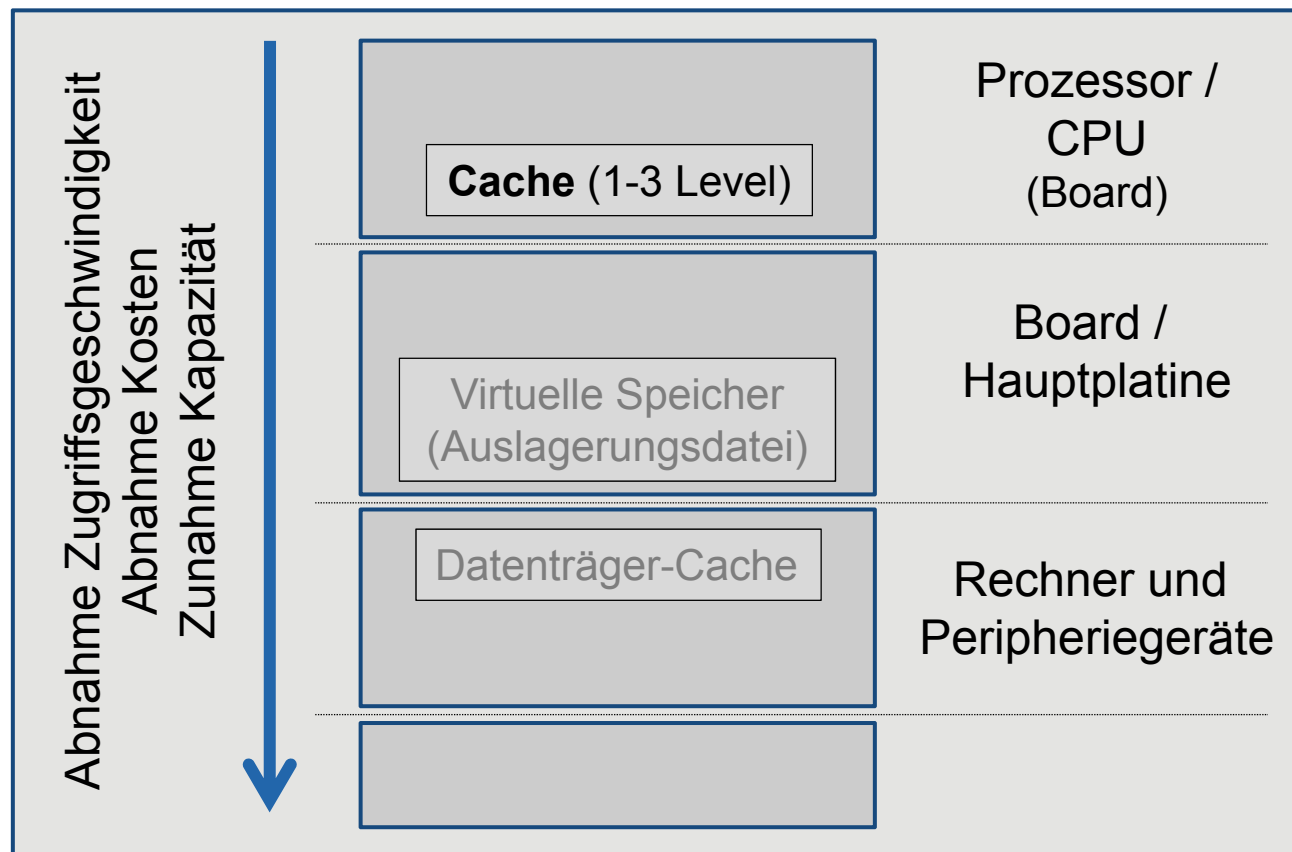 Abnahme Zugriffsgeschwindigkeit
Abnahme Kosten
Zunahme Kapazität
Cache (1-3 Level)
Prozessor /
CPU
(Board)
Virtuelle Speicher
(Auslagerungsdatei)
Board /
Hauptplatine
Datenträger-Cache
Rechner und
Peripheriegeräte